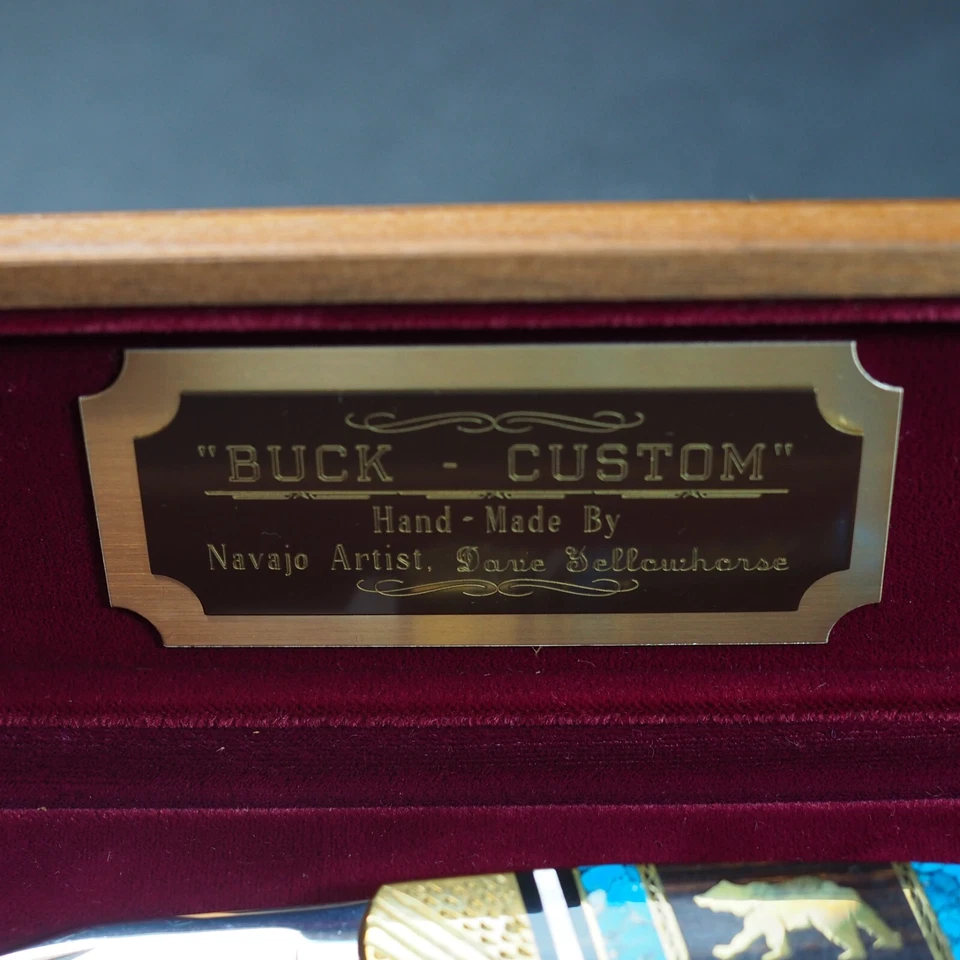 "BUCK - CUSTOM"
Hand-Made By
Navajo Artist, Dave Yellowhorse